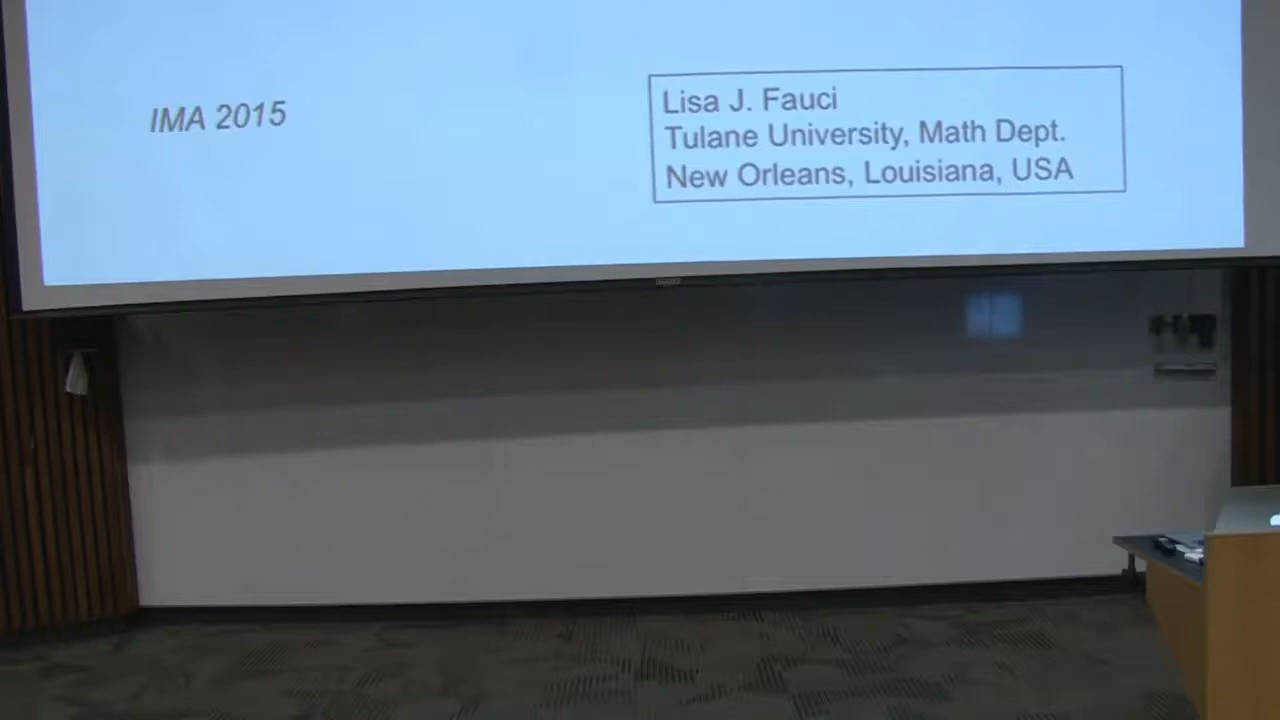 IMA 2015
Lisa J. Fauci
Tulane University, Math Dept.
New Orleans, Louisiana, USA